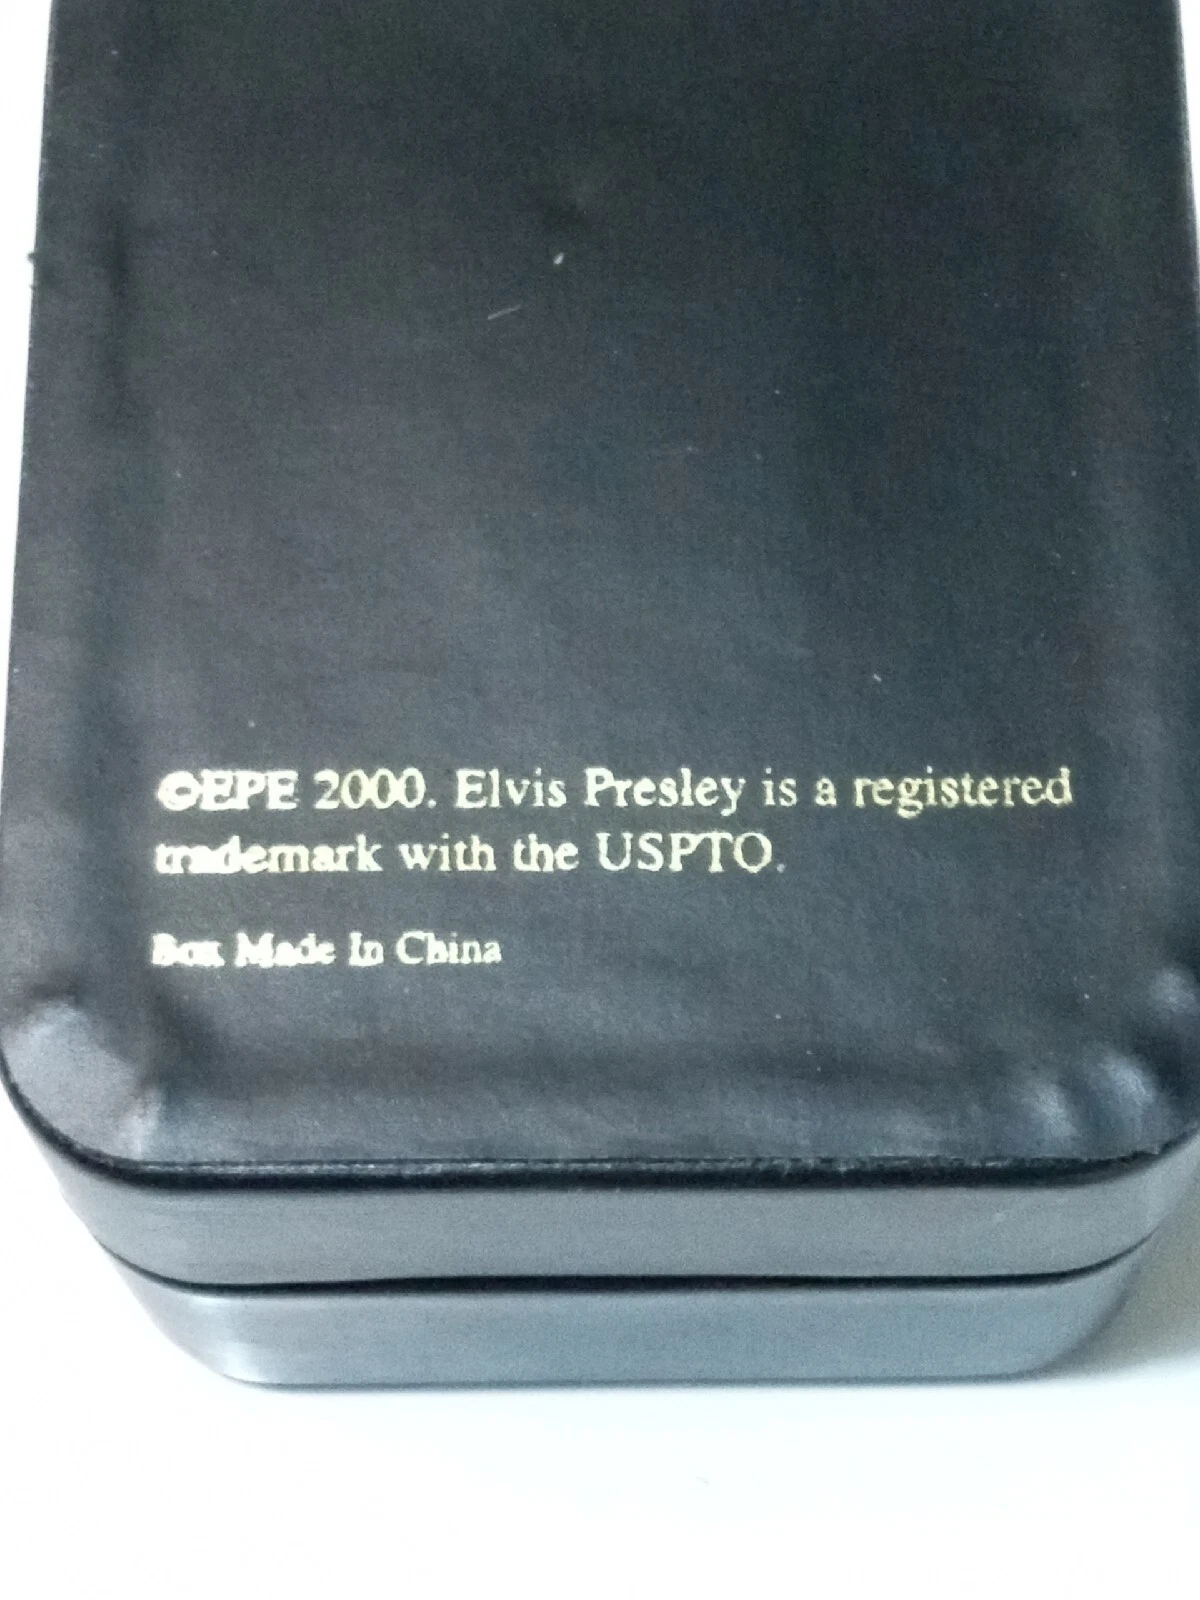 ©EPE 2000. Elvis Presley is a registered
trademark with the USPTO.
Box Made In China